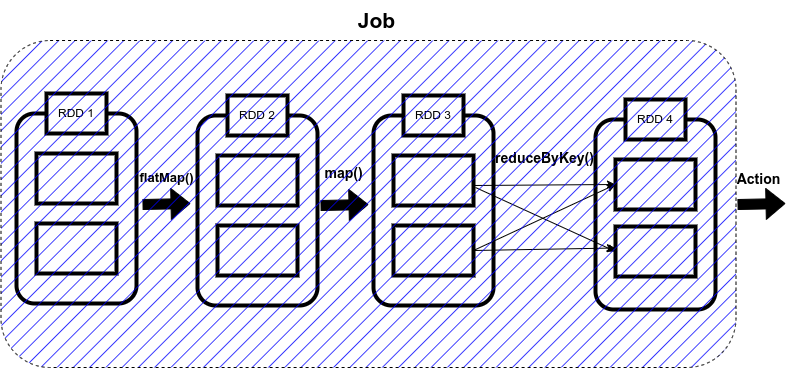 Job
RDD 1
RDD 2
RDD 3
RDD 4
flatMap()
map()
reduceByKey()
Action